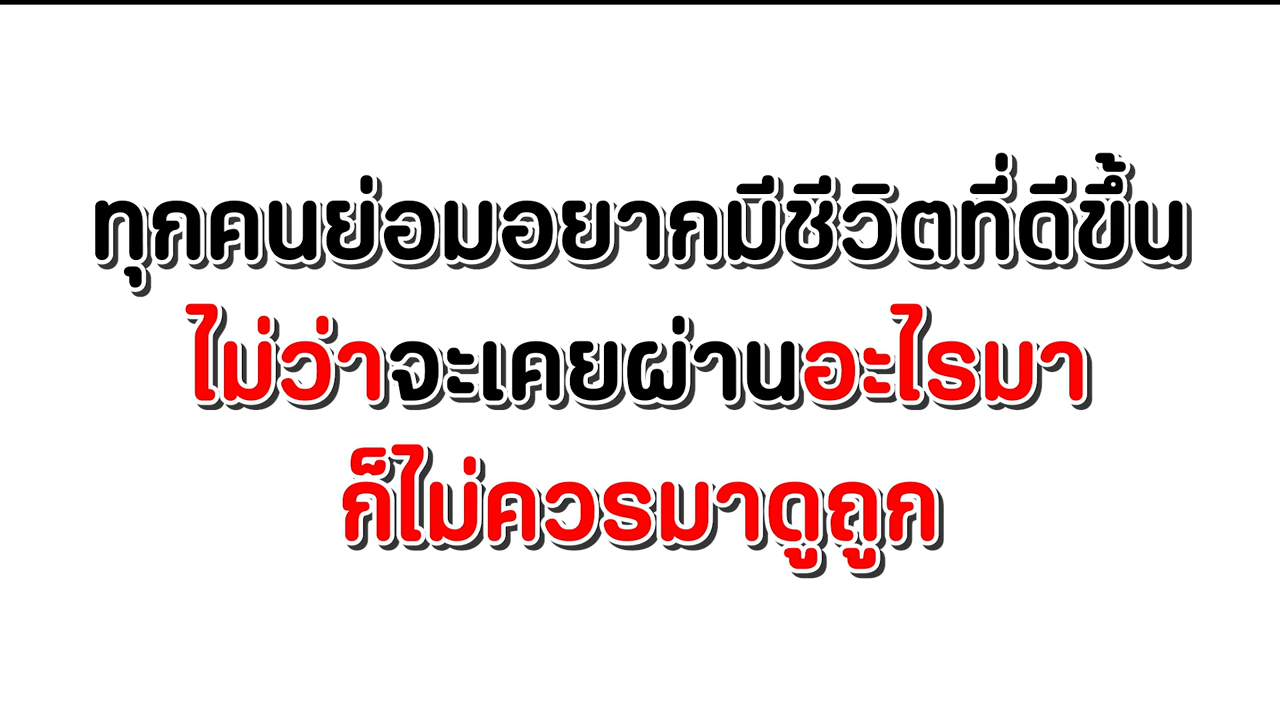 ทุกคนย่อมอยากมีชีวิตที่ดีขึ้น
ไม่ว่าจะเคยผ่านอะไรมา
ก็ไม่ควรมาดูถูก